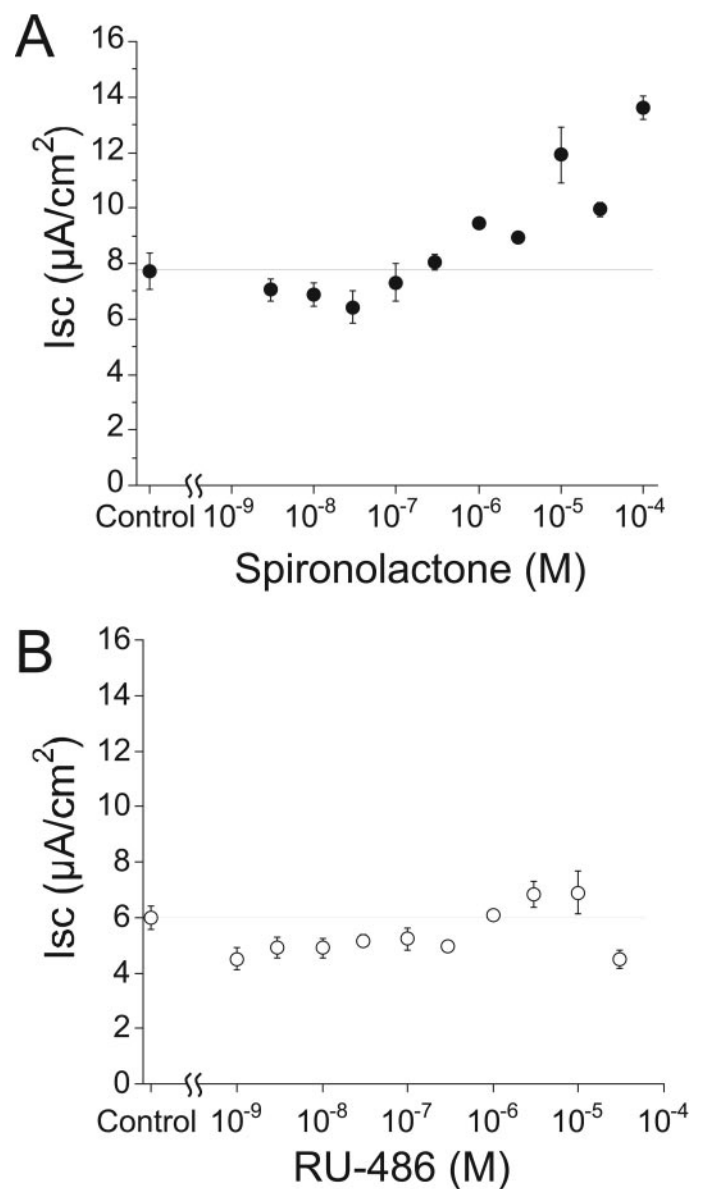 A
Isc (µA/cm²)
16
14
12
10
8
6
4
2
0
Control 10⁻⁹ 10⁻⁸ 10⁻⁷ 10⁻⁶ 10⁻⁵ 10⁻⁴
Spironolactone (M)
B
Isc (µA/cm²)
16
14
12
10
8
6
4
2
0
Control 10⁻⁹ 10⁻⁸ 10⁻⁷ 10⁻⁶ 10⁻⁵ 10⁻⁴
RU-486 (M)